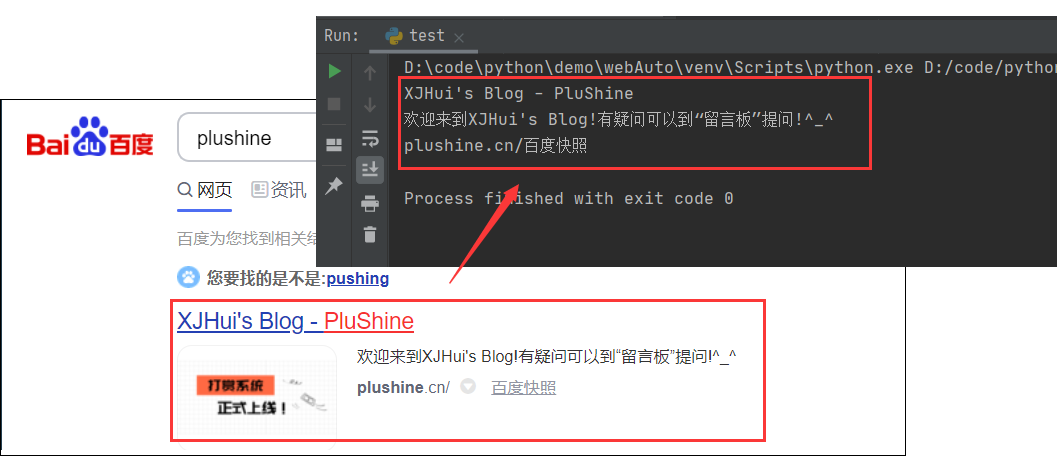 Run:
test
D:\code\python\demo\webAuto\venv\Scripts\python.exe D:/code/python
XJHui's Blog - PluShine
欢迎来到XJHui's Blog!有疑问可以到“留言板”提问!^_^
plushine.cn/百度快照
Process finished with exit code 0
Bai du 百度
plushine
网页 资讯
百度为您找到相关结
您要找的是不是:pushing
XJHui's Blog - PluShine
打赏系统
正式上线！
欢迎来到XJHui's Blog!有疑问可以到“留言板”提问!^_^
plushine.cn/ 百度快照